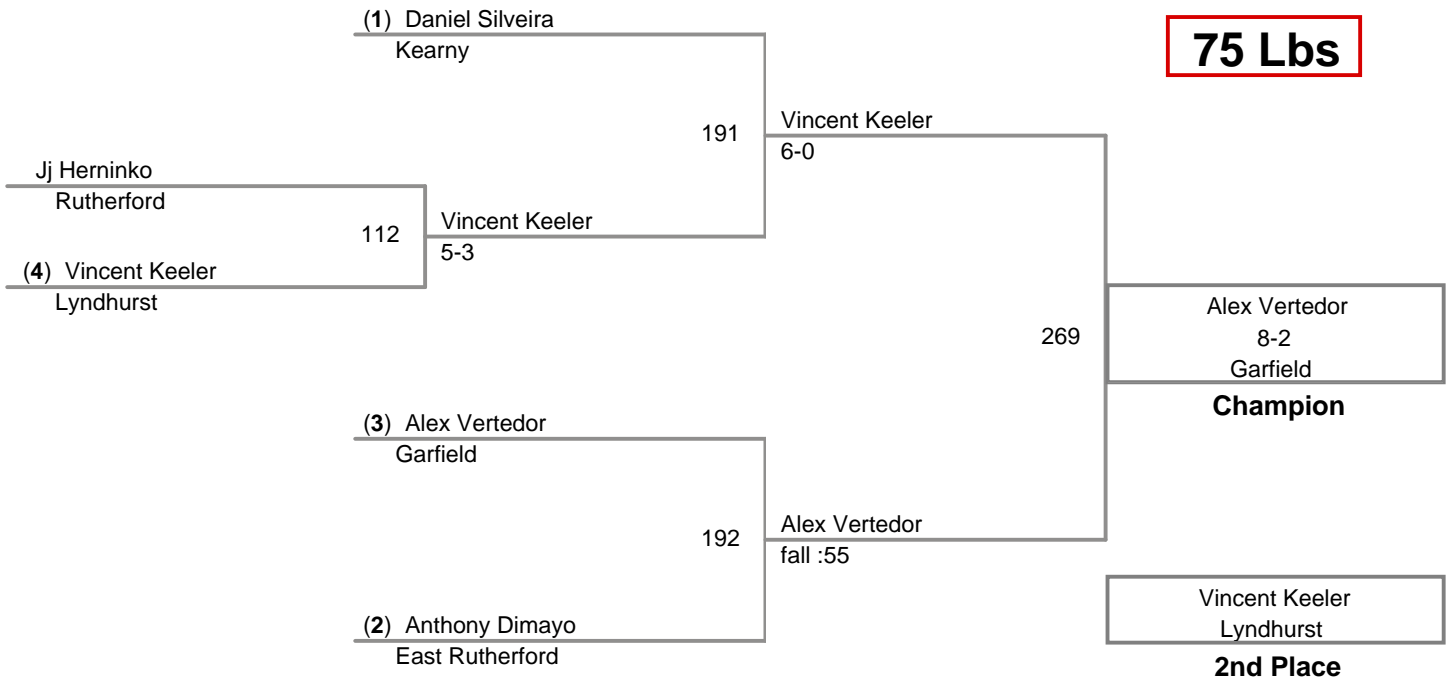 (1) Daniel Silveira
Kearny
75 Lbs
191
Vincent Keeler
6-0
Jj Herninko
Rutherford
112
Vincent Keeler
5-3
(4) Vincent Keeler
Lyndhurst
269
Alex Vertedor
8-2
Garfield
Champion
(3) Alex Vertedor
Garfield
192
Alex Vertedor
fall :55
(2) Anthony Dimayo
East Rutherford
Vincent Keeler
Lyndhurst
2nd Place